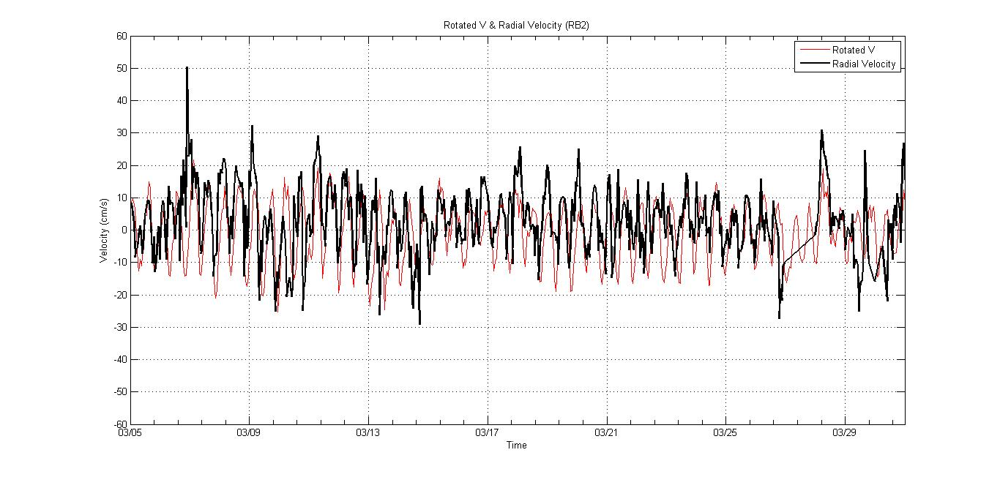 Rotated V & Radial Velocity (RB2)
Rotated V
Radial Velocity
60
50
40
30
20
10
0
-10
-20
-30
-40
-50
-60
Velocity (cm/s)
03/05 03/09 03/13 03/17 03/21 03/25 03/29
Time